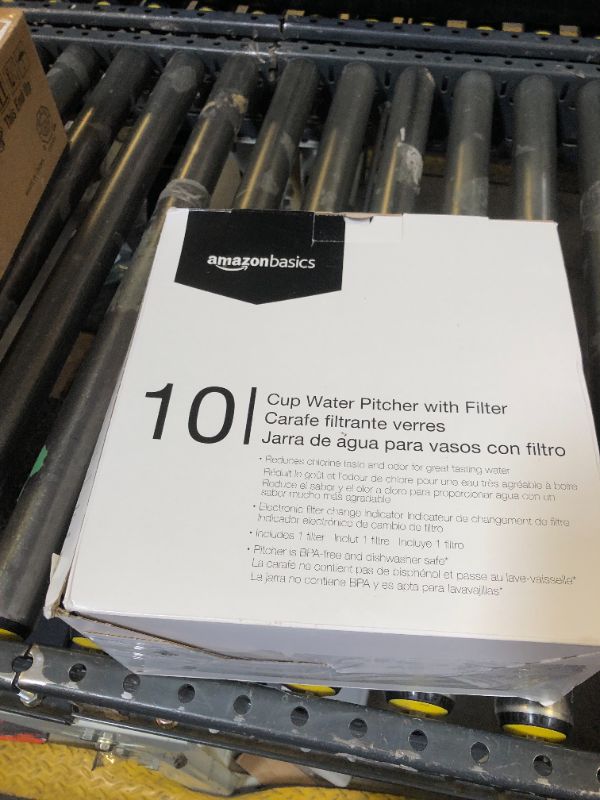 This End Up
amazonbasics
10
Cup Water Pitcher with Filter
Carafe filtrante verres
Jarra de agua para vasos con filtro
• Reduces chlorine taste and odor for great tasting water
Réduit le goût et l'odeur de chlore pour une eau très agréable à boire
Reduce el sabor y el olor a cloro para proporcionar agua con un
sabor mucho más agradable
• Electronic filter change indicator Indicateur de changement de filtre
Indicador electrónico de cambio de filtro
• Includes 1 filter Inclut 1 filtre Incluye 1 filtro
• Pitcher is BPA-free and dishwasher safe*
La carafe ne contient pas de bisphénol et passe au lave-vaisselle*
La jarra no contiene BPA y es apta para lavavajillas*